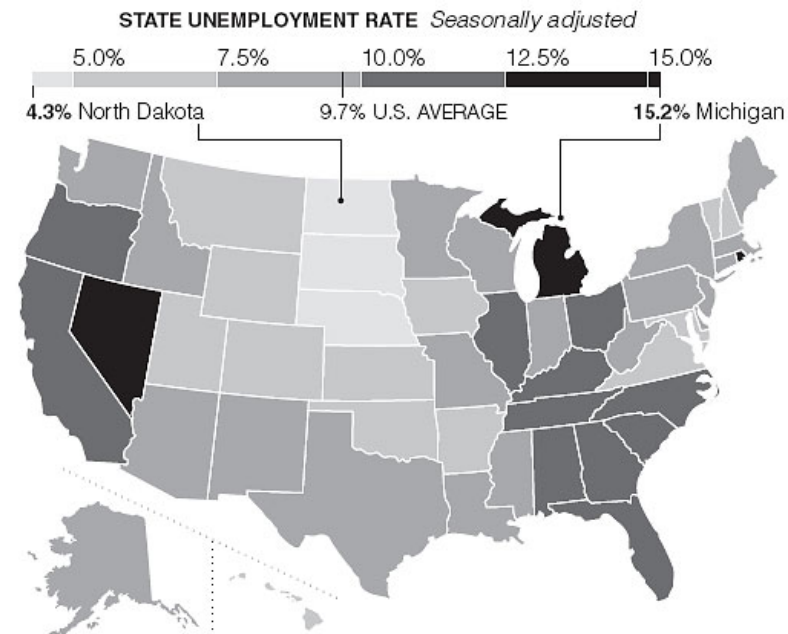 STATE UNEMPLOYMENT RATE Seasonally adjusted
5.0% 7.5% 10.0% 12.5% 15.0%
4.3% North Dakota 9.7% U.S. AVERAGE 15.2% Michigan